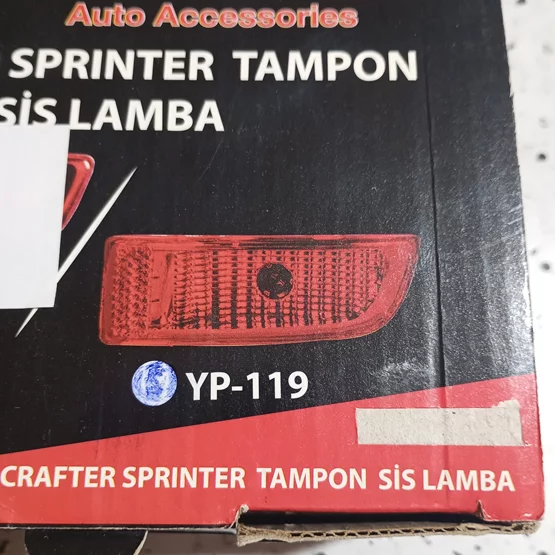 Auto Accessories
SPRINTER TAMPON
SİS LAMBA
YP-119
CRAFTER SPRINTER TAMPON SİS LAMBA